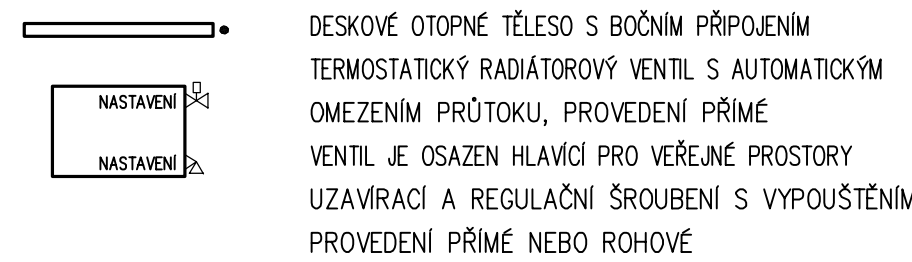 DESKOVÉ OTOPNÉ TĚLESO S BOČNÍM PŘIPOJENÍM
TERMOSTATICKÝ RADIÁTOROVÝ VENTIL S AUTOMATICKÝM
NASTAVENÍ
OMEZENÍM PRŮTOKU, PROVEDENÍ PŘÍMÉ
VENTIL JE OSAZEN HLAVÍCÍ PRO VEŘEJNÉ PROSTORY
NASTAVENÍ
UZAVÍRACÍ A REGULAČNÍ ŠROUBENÍ S VYPOUŠTĚNÍM
PROVEDENÍ PŘÍMÉ NEBO ROHOVÉ